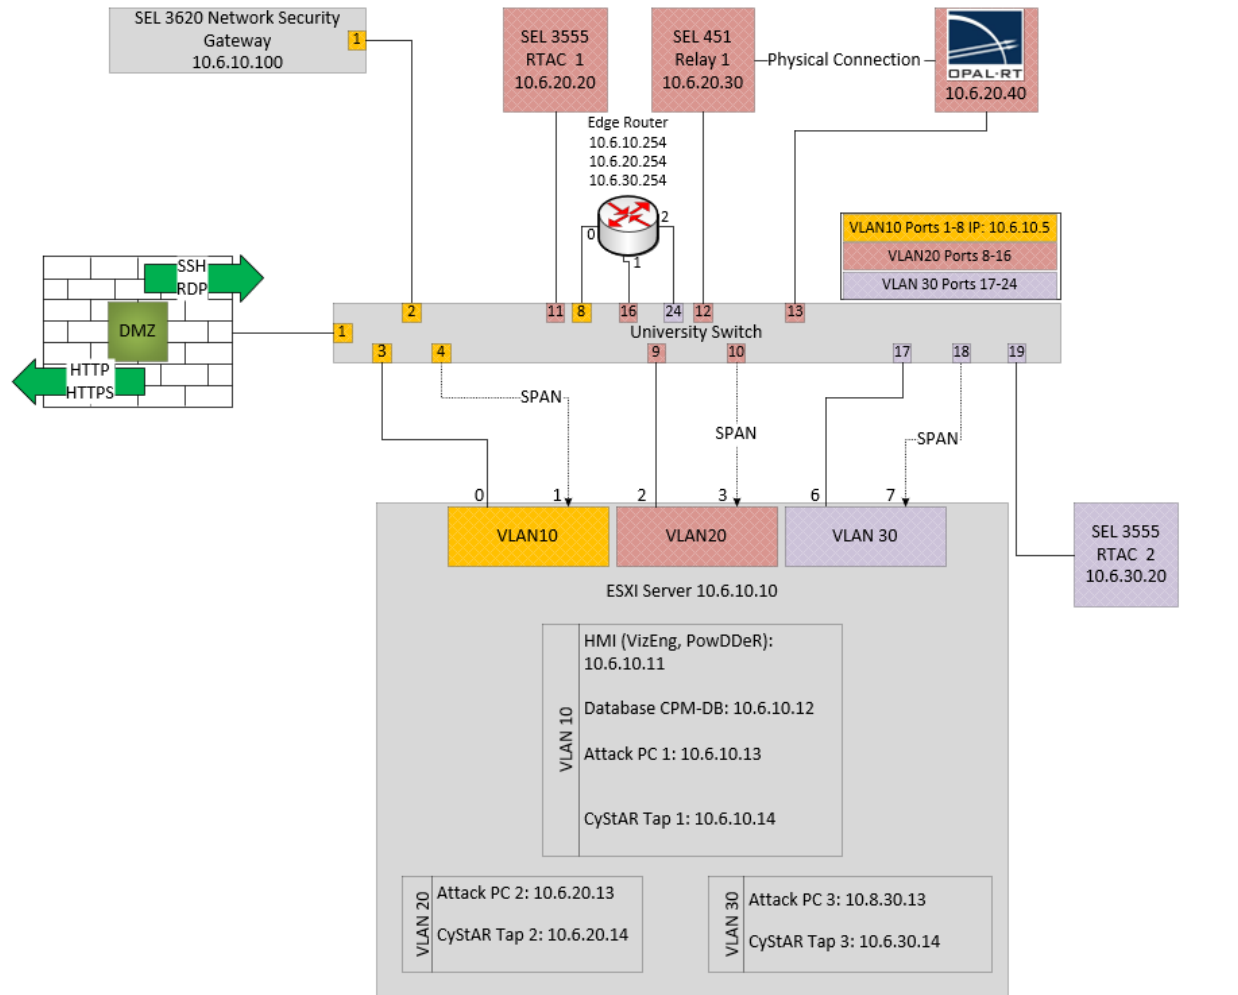 SEL 3620 Network Security
Gateway
10.6.10.100
1
SEL 3555
RTAC 1
10.6.20.20
SEL 451
Relay 1
10.6.20.30
Physical Connection
OPAL-RT
10.6.20.40
Edge Router
10.6.10.254
10.6.20.254
10.6.30.254
0
1
2
VLAN10 Ports 1-8 IP: 10.6.10.5
VLAN20 Ports 8-16
VLAN 30 Ports 17-24
SSH
RDP
DMZ
HTTP
HTTPS
2
11
8
16
24
12
13
1
University Switch
3
4
9
10
17
18
19
SPAN
SPAN
SPAN
0
1
2
3
6
7
VLAN10
VLAN20
VLAN 30
SEL 3555
RTAC 2
10.6.30.20
ESXI Server 10.6.10.10
VLAN 10
HMI (VizEng, PowDDeR):
10.6.10.11
Database CPM-DB: 10.6.10.12
Attack PC 1: 10.6.10.13
CyStAR Tap 1: 10.6.10.14
VLAN 20
Attack PC 2: 10.6.20.13
CyStAR Tap 2: 10.6.20.14
VLAN 30
Attack PC 3: 10.8.30.13
CyStAR Tap 3: 10.6.30.14